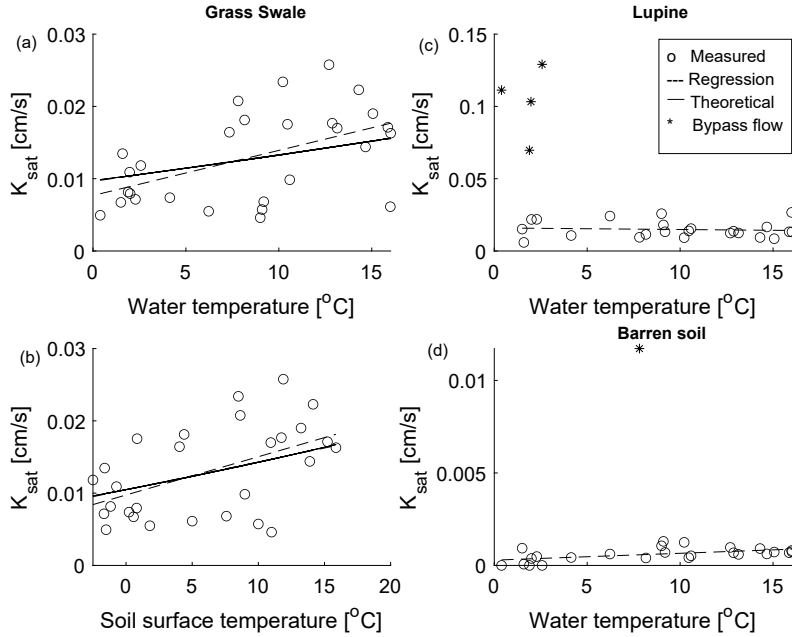 Grass Swale
(a)
0.03
0.02
0.01
0
K_sat [cm/s]
0 5 10 15
Water temperature [°C]
Lupine
(c)
0.15
0.1
0.05
0
K_sat [cm/s]
0 5 10 15
Water temperature [°C]
o Measured
--- Regression
— Theoretical
* Bypass flow
(b)
0.03
0.02
0.01
0
K_sat [cm/s]
0 5 10 15 20
Soil surface temperature [°C]
Barren soil
(d)
0.01
0.005
0
K_sat [cm/s]
0 5 10 15
Water temperature [°C]